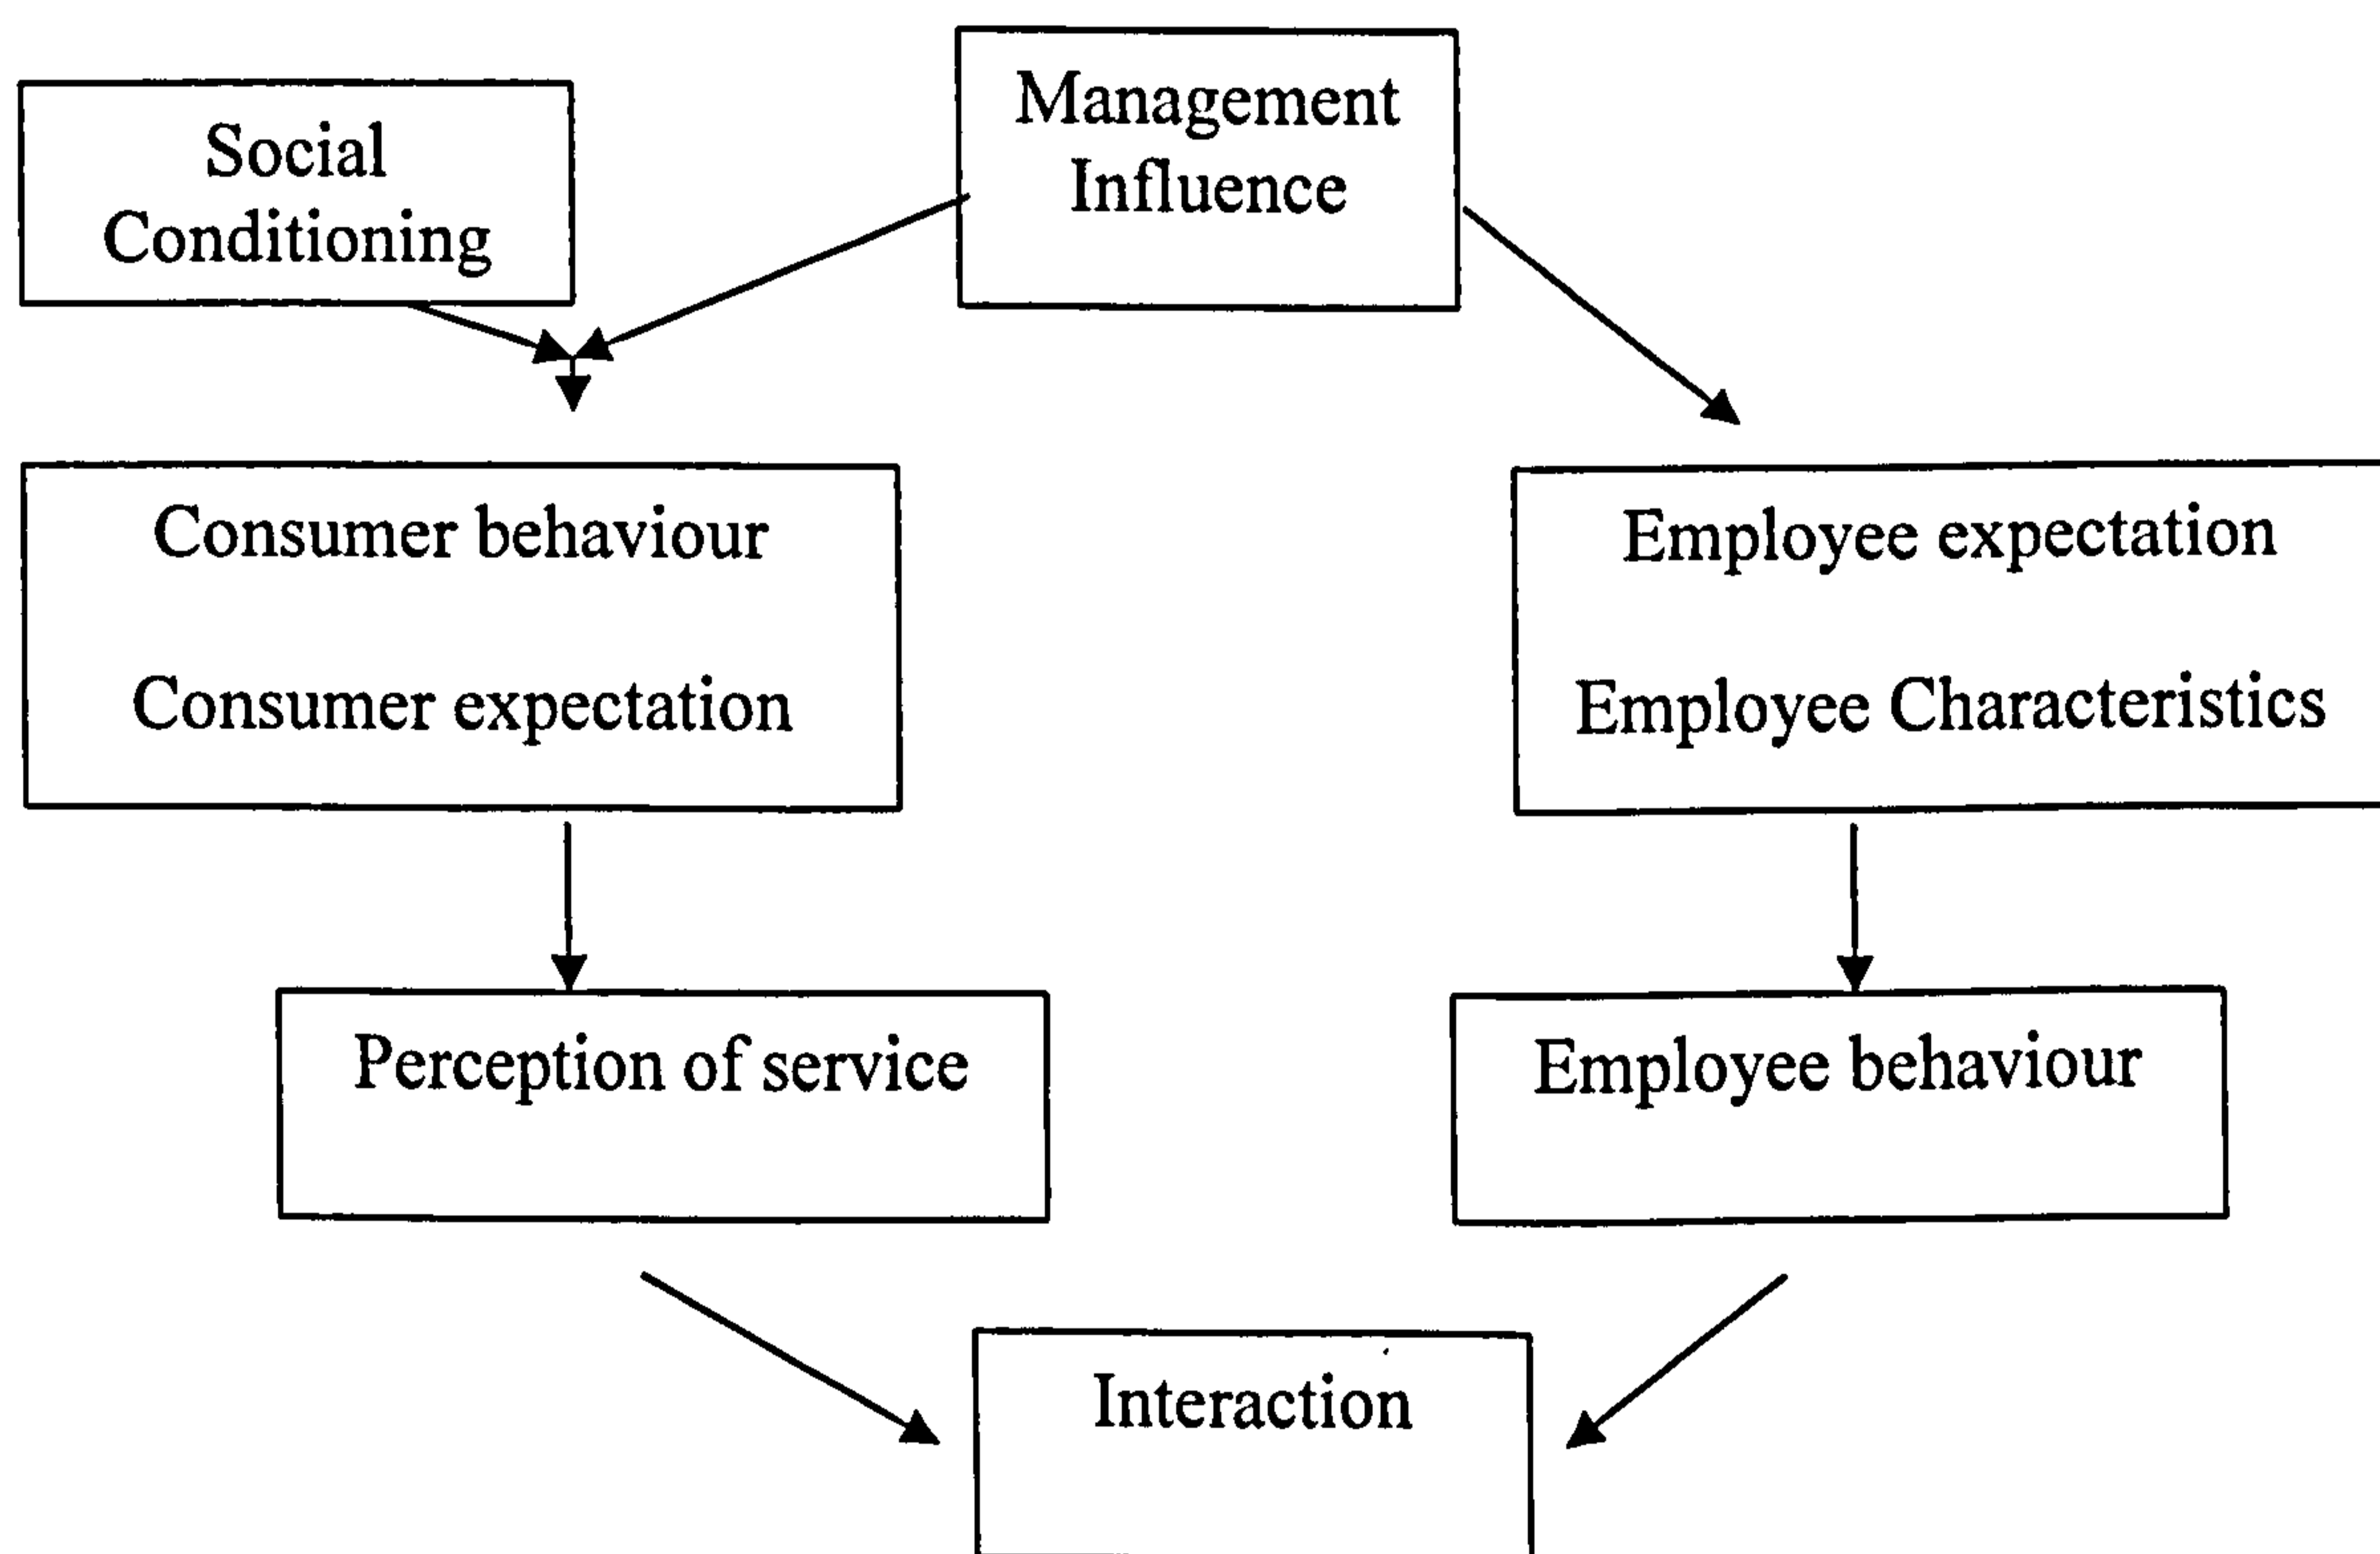 Social
Conditioning
Management
Influence
Consumer behaviour
Consumer expectation
Employee expectation
Employee Characteristics
Perception of service
Employee behaviour
Interaction